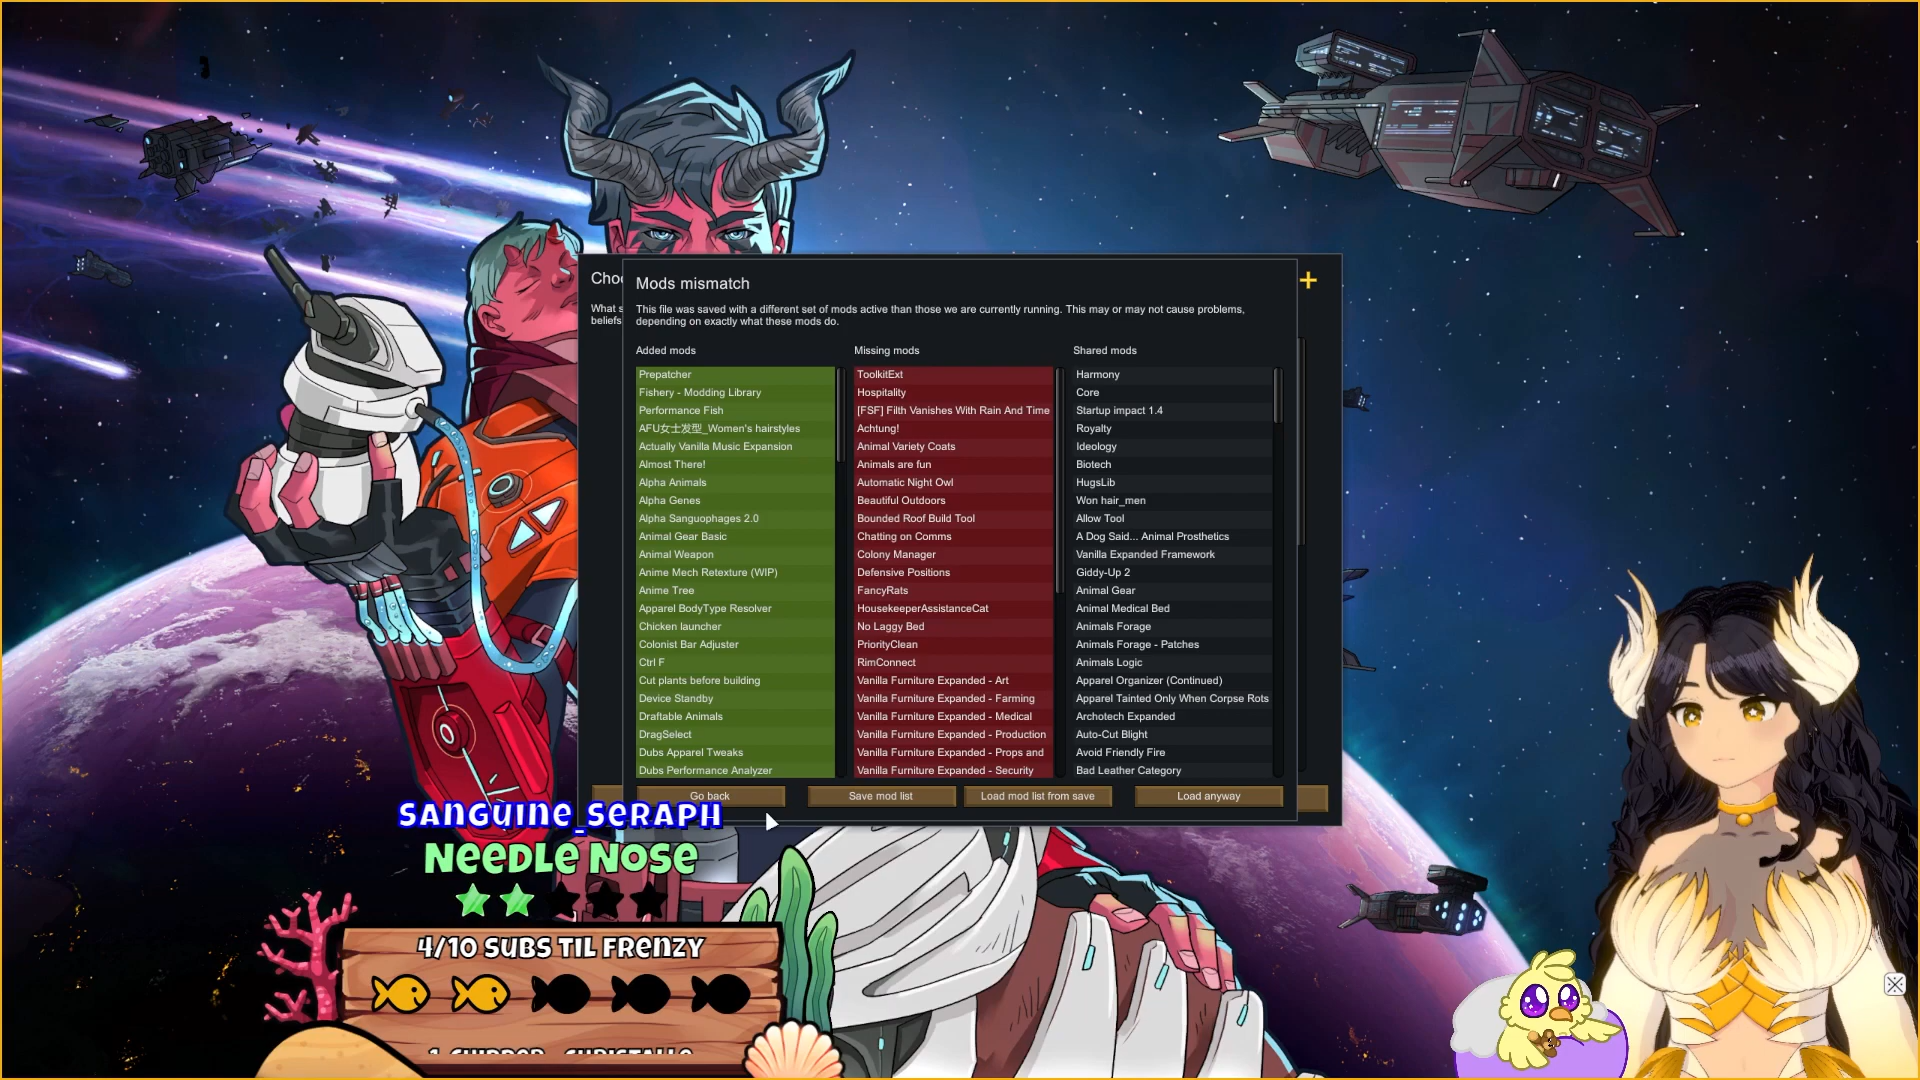 Choo
What s
beliefs
Mods mismatch
This file was saved with a different set of mods active than those we are currently running. This may or may not cause problems,
depending on exactly what these mods do.
Added mods
Prepatcher
Fishery - Modding Library
Performance Fish
AFU女士发型_Women's hairstyles
Actually Vanilla Music Expansion
Almost There!
Alpha Animals
Alpha Genes
Alpha Sanguophages 2.0
Animal Gear Basic
Animal Weapon
Anime Mech Retexture (WIP)
Anime Tree
Apparel BodyType Resolver
Chicken launcher
Colonist Bar Adjuster
Ctrl F
Cut plants before building
Device Standby
Draftable Animals
DragSelect
Dubs Apparel Tweaks
Dubs Performance Analyzer
Missing mods
ToolkitExt
Hospitality
[FSF] Filth Vanishes With Rain And Time
Achtung!
Animal Variety Coats
Animals are fun
Automatic Night Owl
Beautiful Outdoors
Bounded Roof Build Tool
Chatting on Comms
Colony Manager
Defensive Positions
FancyRats
HousekeeperAssistanceCat
No Laggy Bed
PriorityClean
RimConnect
Vanilla Furniture Expanded - Art
Vanilla Furniture Expanded - Farming
Vanilla Furniture Expanded - Medical
Vanilla Furniture Expanded - Production
Vanilla Furniture Expanded - Props and
Vanilla Furniture Expanded - Security
Shared mods
Harmony
Core
Startup impact 1.4
Royalty
Ideology
Biotech
HugsLib
Won hair_men
Allow Tool
A Dog Said... Animal Prosthetics
Vanilla Expanded Framework
Giddy-Up 2
Animal Gear
Animal Medical Bed
Animals Forage
Animals Forage - Patches
Animals Logic
Apparel Organizer (Continued)
Apparel Tainted Only When Corpse Rots
Archotech Expanded
Auto-Cut Blight
Avoid Friendly Fire
Bad Leather Category
Go back
Save mod list
Load mod list from save
Load anyway
SANGUINE_SERAPH
NEEDLE NOSE
4/10 SUBS TIL FRENZY